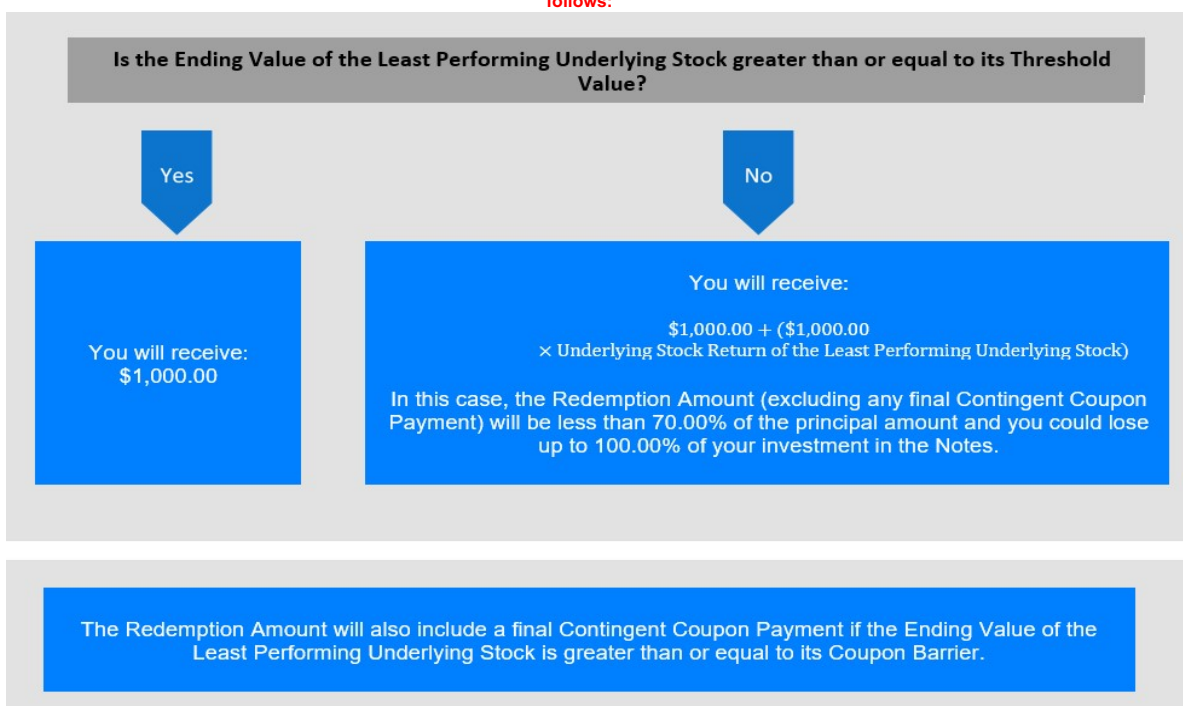 follows:
Is the Ending Value of the Least Performing Underlying Stock greater than or equal to its Threshold
Value?
Yes
No
You will receive:
$1,000.00
You will receive:
$1,000.00 + ($1,000.00
× Underlying Stock Return of the Least Performing Underlying Stock)
In this case, the Redemption Amount (excluding any final Contingent Coupon
Payment) will be less than 70.00% of the principal amount and you could lose
up to 100.00% of your investment in the Notes.
The Redemption Amount will also include a final Contingent Coupon Payment if the Ending Value of the
Least Performing Underlying Stock is greater than or equal to its Coupon Barrier.